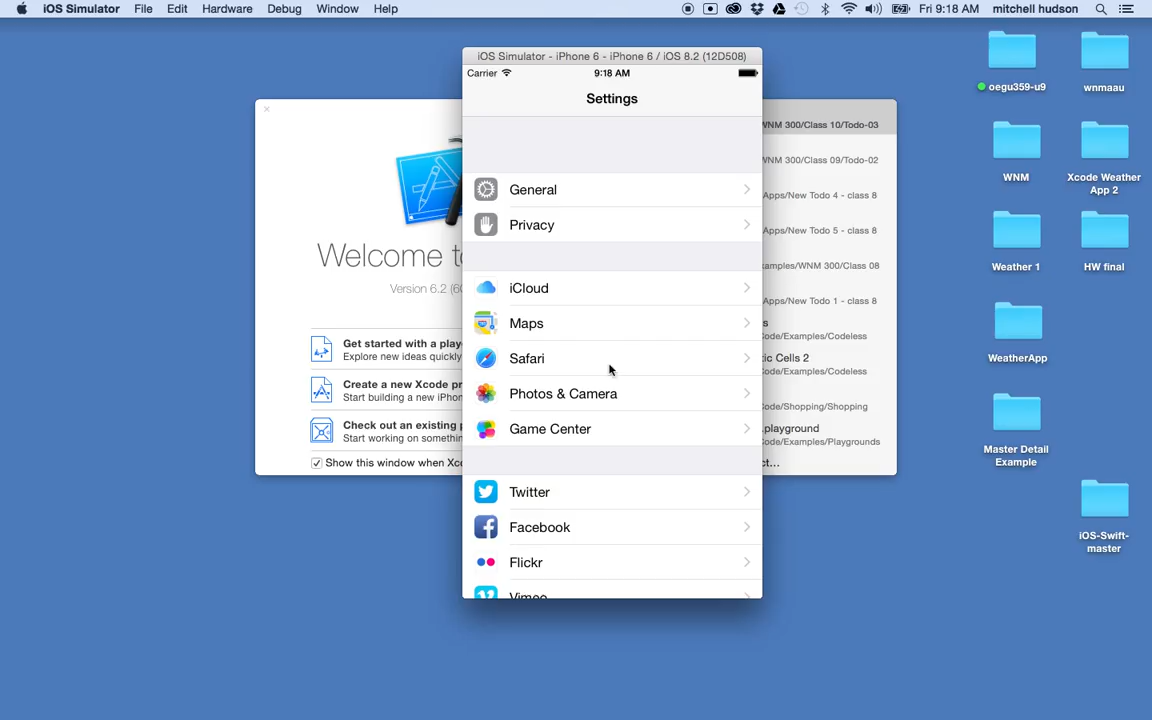 iOS Simulator File Edit Hardware Debug Window Help Fri 9:18 AM mitchell hudson
iOS Simulator - iPhone 6 - iPhone 6 / iOS 8.2 (12D508)
Carrier 9:18 AM
Settings
General
Privacy
iCloud
Maps
Safari
Photos & Camera
Game Center
Twitter
Facebook
Flickr
Vimeo
Welcome to
Version 6.2
Get started with a
Explore new ideas quickly
Create a new Xcode
Start building a new
Check out an existing
Start working on
Show this window when
WNM 300/Class 10/Todo-03
WNM 300/Class 09/Todo-02
Apps/New Todo 4 - class 8
Apps/New Todo 5 - class 8
WNM 300/Class 08
Apps/New Todo 1 - class 8
Code/Examples/Codeless
Cells 2
Code/Examples/Codeless
Code/Shopping/Shopping
.playground
Code/Examples/Playgrounds
oegu359-u9
wnmaau
WNM
Xcode Weather
App 2
Weather 1
HW final
WeatherApp
Master Detail
Example
iOS-Swift-
master